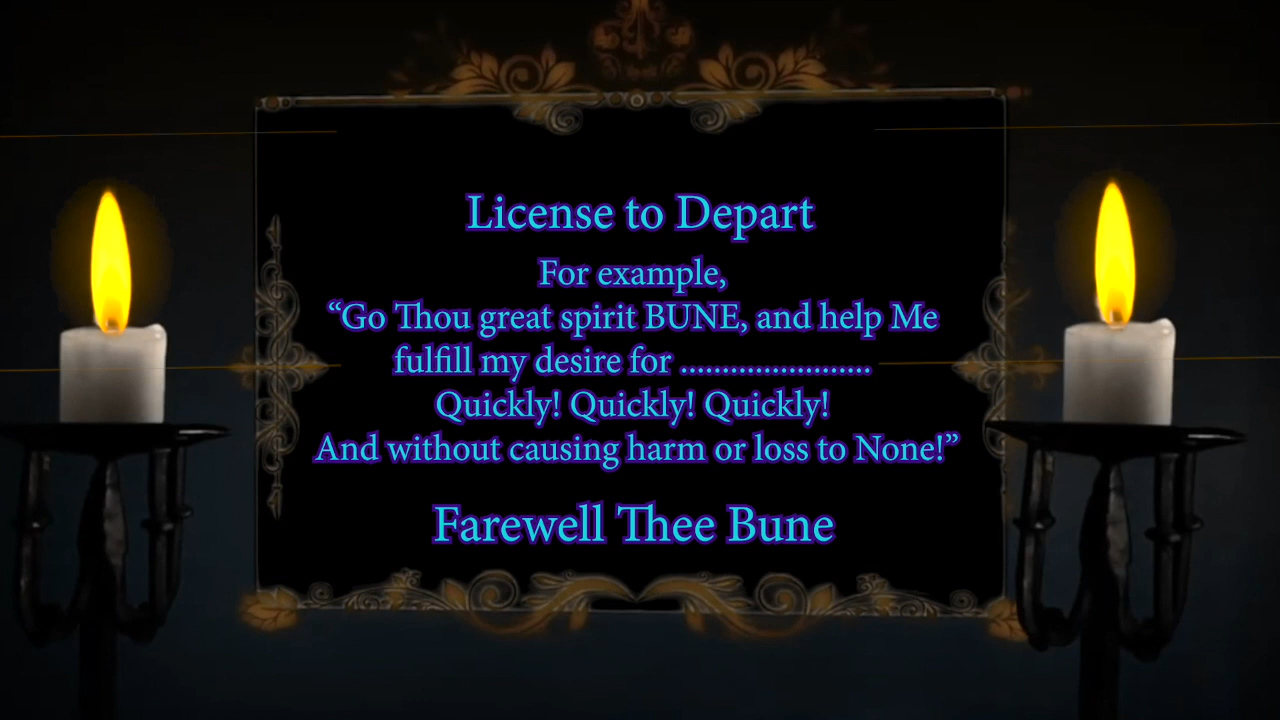 License to Depart
For example,
“Go Thou great spirit BUNE, and help Me
fulfill my desire for .......................
Quickly! Quickly! Quickly!
And without causing harm or loss to None!”
Farewell Thee Bune